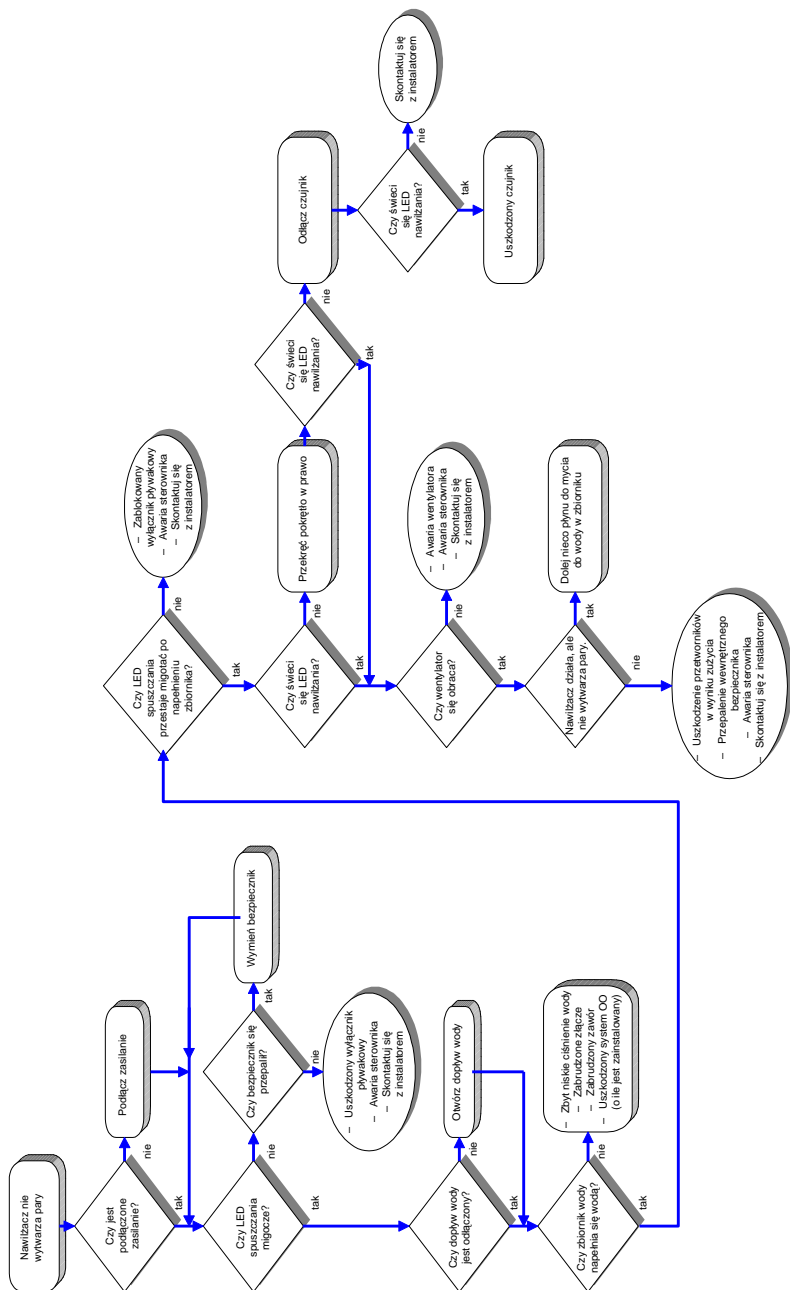 Nawilżacz nie
wytwarza pary
Czy jest
podłączone
zasilanie?
nie
tak
Podłącz zasilanie
Czy LED
spuszczania
migocze?
nie
tak
Czy bezpiecznik się
przepalił?
tak
nie
Wymień bezpiecznik
– Uszkodzony wyłącznik
pływakowy
– Awaria sterownika
– Skontaktuj się
z instalatorem
Czy dopływ wody
jest odłączony?
nie
tak
Otwórz dopływ wody
Czy zbiornik wody
napełnia się wodą?
nie
tak
– Zbyt niskie ciśnienie wody
– Zabrudzone złącze
– Zabrudzony zawór
– Uszkodzony system OO
(o ile jest zainstalowany)
Czy LED
spuszczania
przestaje migotać po
napełnieniu
zbiornika?
nie
tak
– Zablokowany
wyłącznik pływakowy
– Awaria sterownika
– Skontaktuj się
z instalatorem
Czy świeci
się LED
nawilżania?
nie
tak
Przekręć pokrętło w prawo
Czy świeci
się LED
nawilżania?
nie
tak
Odłącz czujnik
Czy świeci
się LED
nawilżania?
nie
tak
Skontaktuj się
z instalatorem
Uszkodzony czujnik
Czy wentylator
się obraca?
nie
tak
– Awaria wentylatora
– Awaria sterownika
– Skontaktuj się
z instalatorem
Nawilżacz działa, ale
nie wytwarza pary.
tak
nie
Dolej nieco płynu do mycia
do wody w zbiorniku
– Uszkodzenie przetworników
w wyniku zużycia
– Przepalenie wewnętrznego
bezpiecznika
– Awaria sterownika
– Skontaktuj się z instalatorem